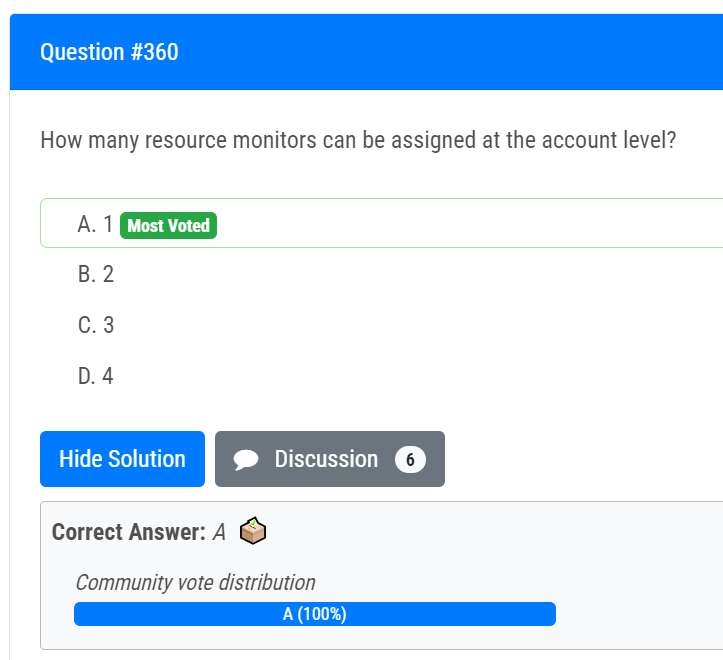 Question #360
How many resource monitors can be assigned at the account level?
A. 1 Most Voted
B. 2
C. 3
D. 4
Hide Solution Discussion 6
Correct Answer: A
Community vote distribution
A (100%)